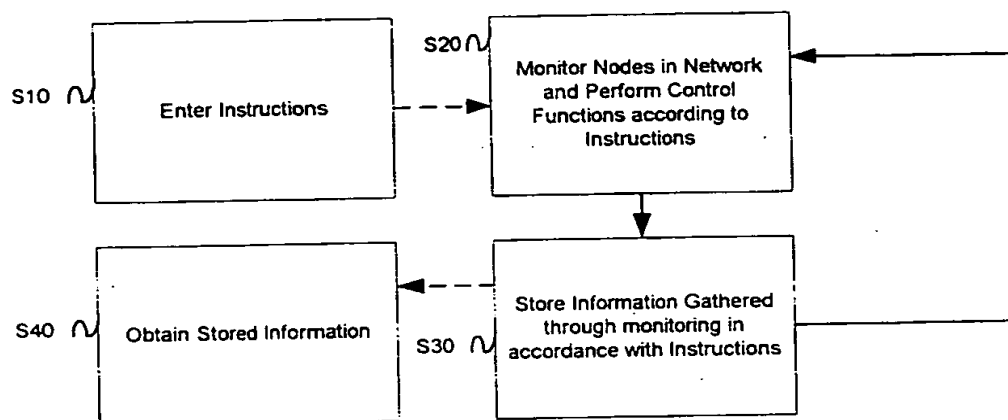 S10
Enter Instructions
S20
Monitor Nodes in Network
and Perform Control
Functions according to
Instructions
S40
Obtain Stored Information
S30
Store Information Gathered
through monitoring in
accordance with Instructions